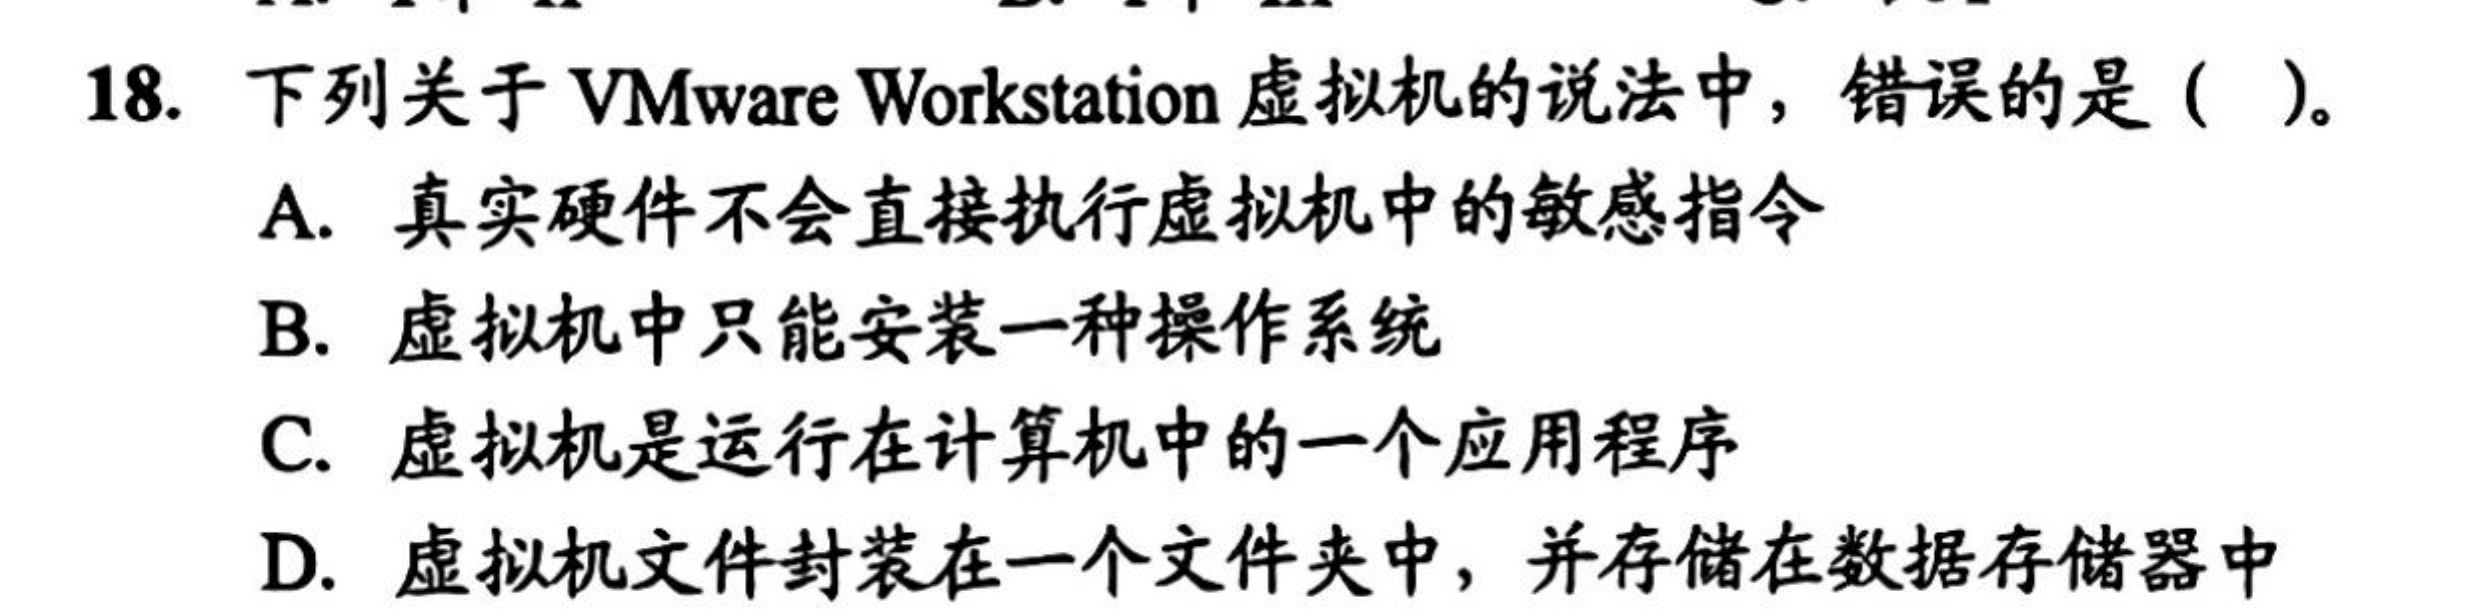 18. 下列关于 VMware Workstation 虚拟机的说法中，错误的是（ ）。
A. 真实硬件不会直接执行虚拟机中的敏感指令
B. 虚拟机中只能安装一种操作系统
C. 虚拟机是运行在计算机中的一个应用程序
D. 虚拟机文件封装在一个文件夹中，并存储在数据存储器中